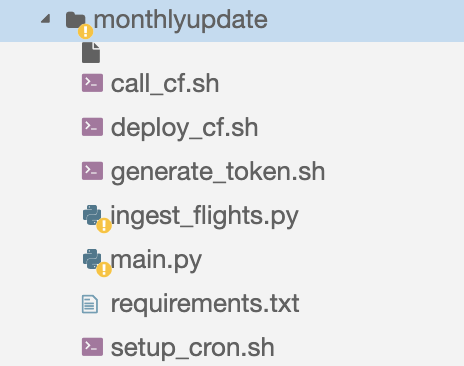 monthlyupdate
call_cf.sh
deploy_cf.sh
generate_token.sh
ingest_flights.py
main.py
requirements.txt
setup_cron.sh